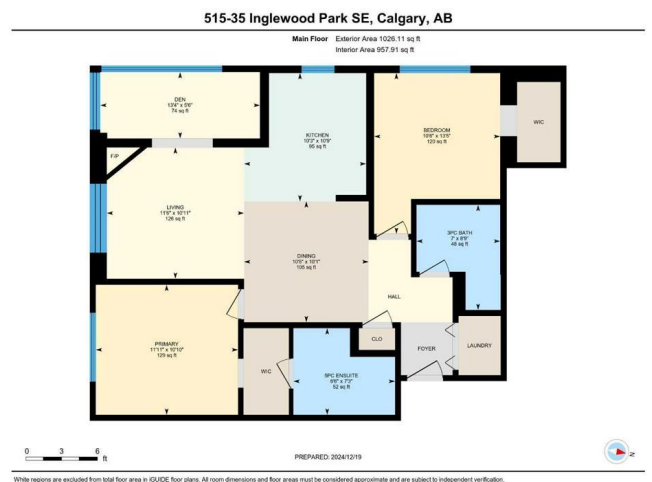 515-35 Inglewood Park SE, Calgary, AB
Main Floor Exterior Area 1026.11 sq ft
Interior Area 957.91 sq ft
DEN
13'4" x 5'6"
74 sq ft
KITCHEN
10'3" x 10'9"
95 sq ft
BEDROOM
10'6" x 13'5"
120 sq ft
WIC
F/P
LIVING
11'6" x 10'11"
126 sq ft
3PC BATH
7' x 8'9"
46 sq ft
DINING
10'5" x 10'1"
105 sq ft
HALL
PRIMARY
11'11" x 10'10"
129 sq ft
WIC
5PC ENSUITE
8'6" x 7'3"
52 sq ft
CLO
FOYER
LAUNDRY
0 3 6
ft
PREPARED: 2024/12/19
N
White regions are excluded from total floor area in iGUIDE floor plans. All room dimensions and floor areas must be considered approximate and are subject to independent verification.